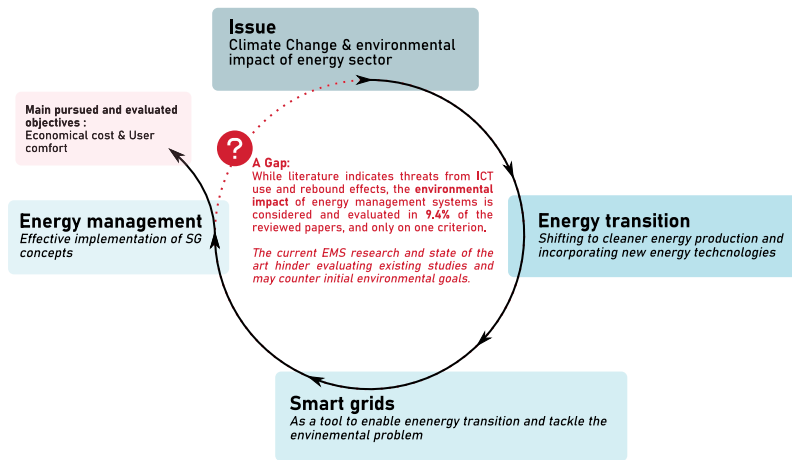 Issue
Climate Change & environmental
impact of energy sector
Main pursued and evaluated
objectives :
Economical cost & User
comfort
?
A Gap:
While literature indicates threats from ICT
use and rebound effects, the environmental
impact of energy management systems is
considered and evaluated in 9.4% of the
reviewed papers, and only on one criterion.
The current EMS research and state of the
art hinder evaluating existing studies and
may counter initial environmental goals.
Energy management
Effective implementation of SG
concepts
Energy transition
Shifting to cleaner energy production and
incorporating new energy techcnologies
Smart grids
As a tool to enable enenergy transition and tackle the
envinemental problem